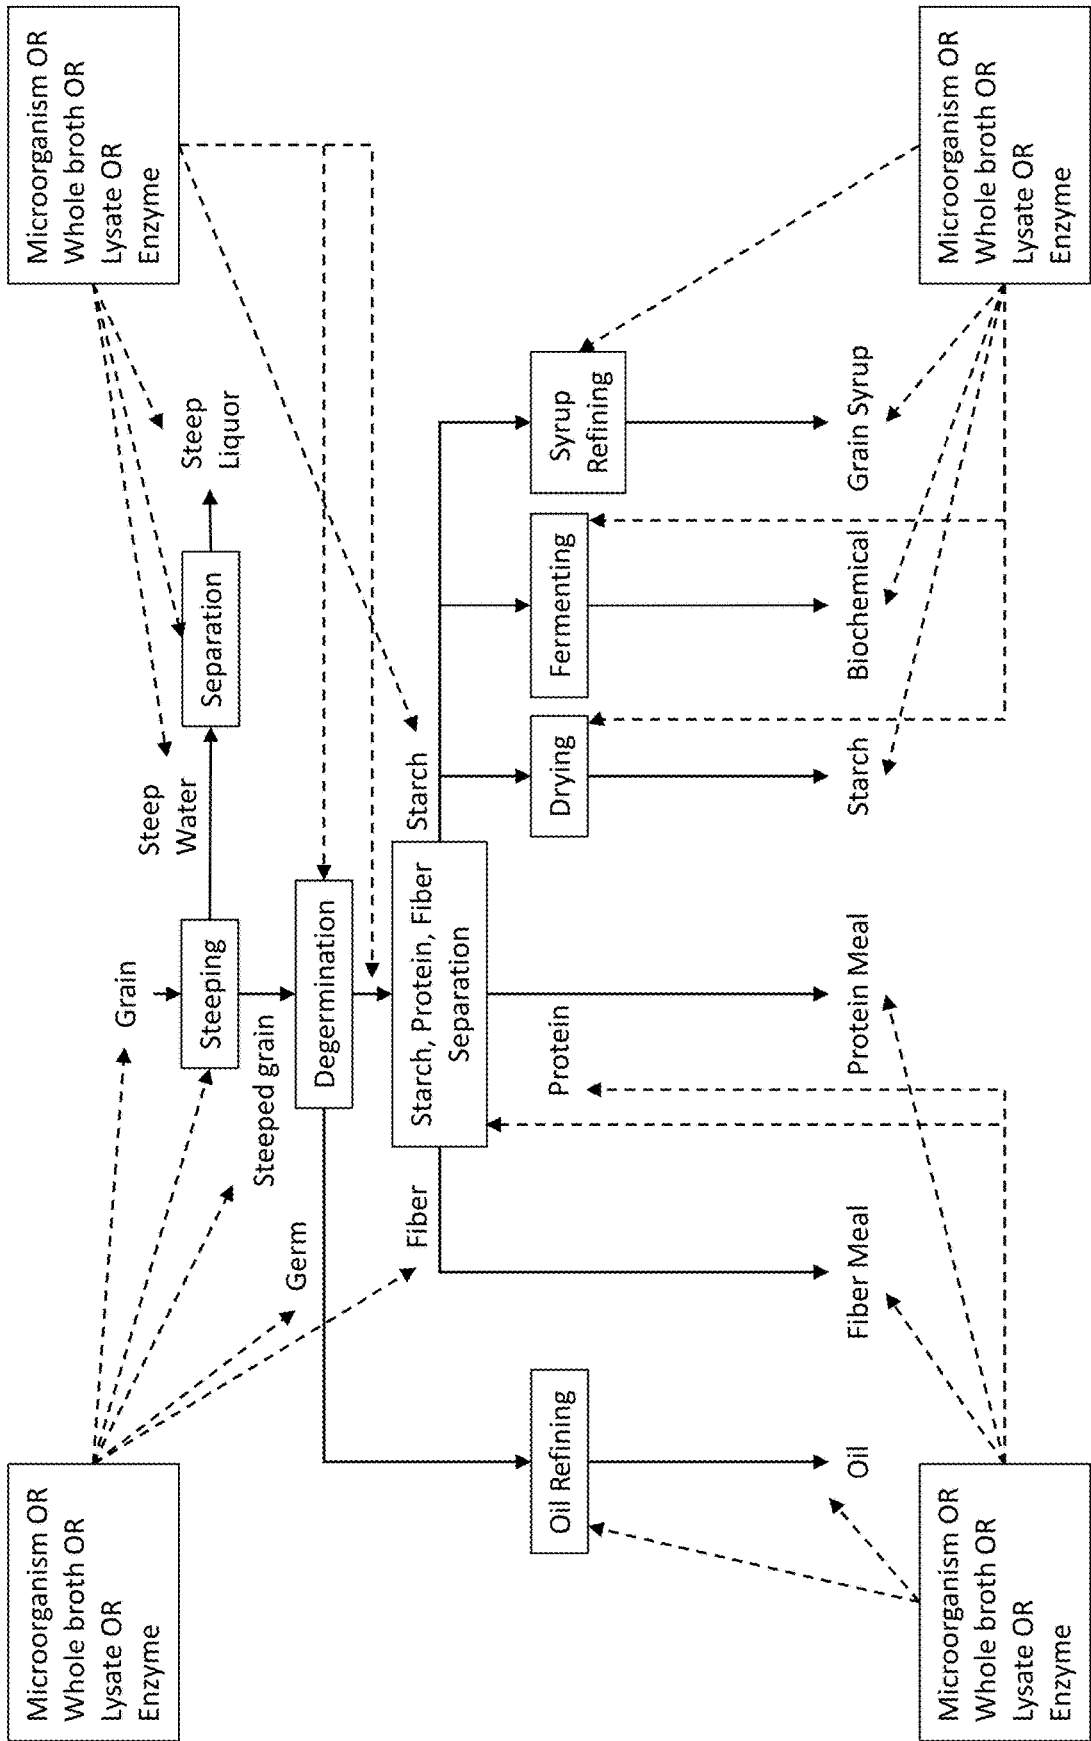 Microorganism OR
Whole broth OR
Lysate OR
Enzyme
Grain
Steep
Water
Microorganism OR
Whole broth OR
Lysate OR
Enzyme
Steeping
Separation
Steep
Liquor
Steeped grain
Germ
Degermination
Fiber
Starch, Protein, Fiber
Separation
Starch
Oil Refining
Protein
Drying
Fermenting
Syrup
Refining
Oil
Fiber Meal
Protein Meal
Starch
Biochemical
Grain Syrup
Microorganism OR
Whole broth OR
Lysate OR
Enzyme
Microorganism OR
Whole broth OR
Lysate OR
Enzyme